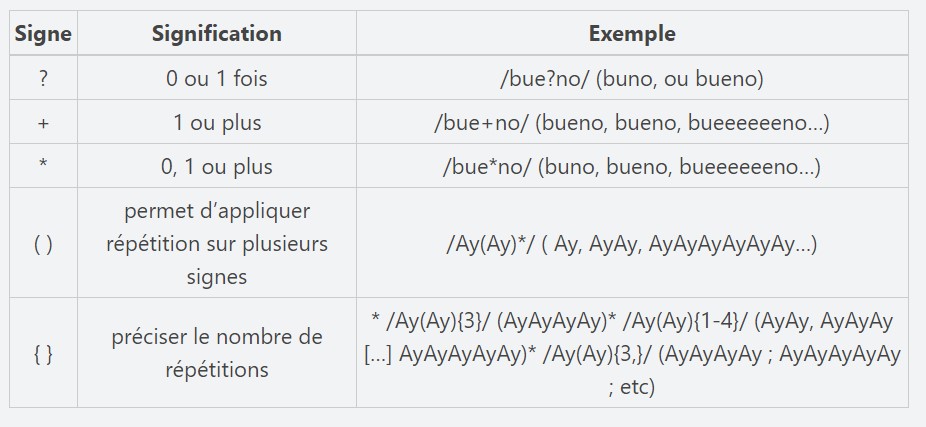 Signe Signification Exemple
? 0 ou 1 fois /bue?no/ (buno, ou bueno)
+ 1 ou plus /bue+no/ (bueno, bueno, bueeeeeeno…)
* 0, 1 ou plus /bue*no/ (buno, bueno, bueeeeeeno…)
permet d’appliquer
( ) répétition sur plusieurs /Ay(Ay)*/ ( Ay, AyAy, AyAyAyAyAyAy…)
signes
* /Ay(Ay){3}/ (AyAyAyAy)* /Ay(Ay){1-4}/ (AyAy, AyAyAy
{ } préciser le nombre de répétitions [...] AyAyAyAyAy)* /Ay(Ay){3,}/ (AyAyAyAy ; AyAyAyAyAy
; etc)